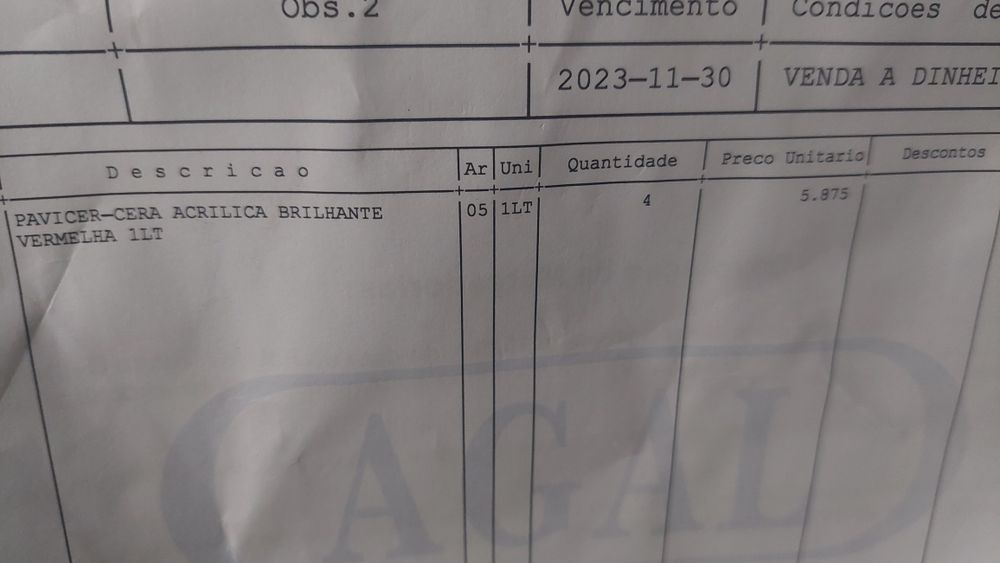 Obs.2 Vencimento Condicoes de
2023-11-30 VENDA A DINHEI
Descricao Ar Uni Quantidade Preco Unitario Descontos
PAVICER-CERA ACRILICA BRILHANTE 05 1LT 4 5.875
VERMELHA 1LT
AGAL